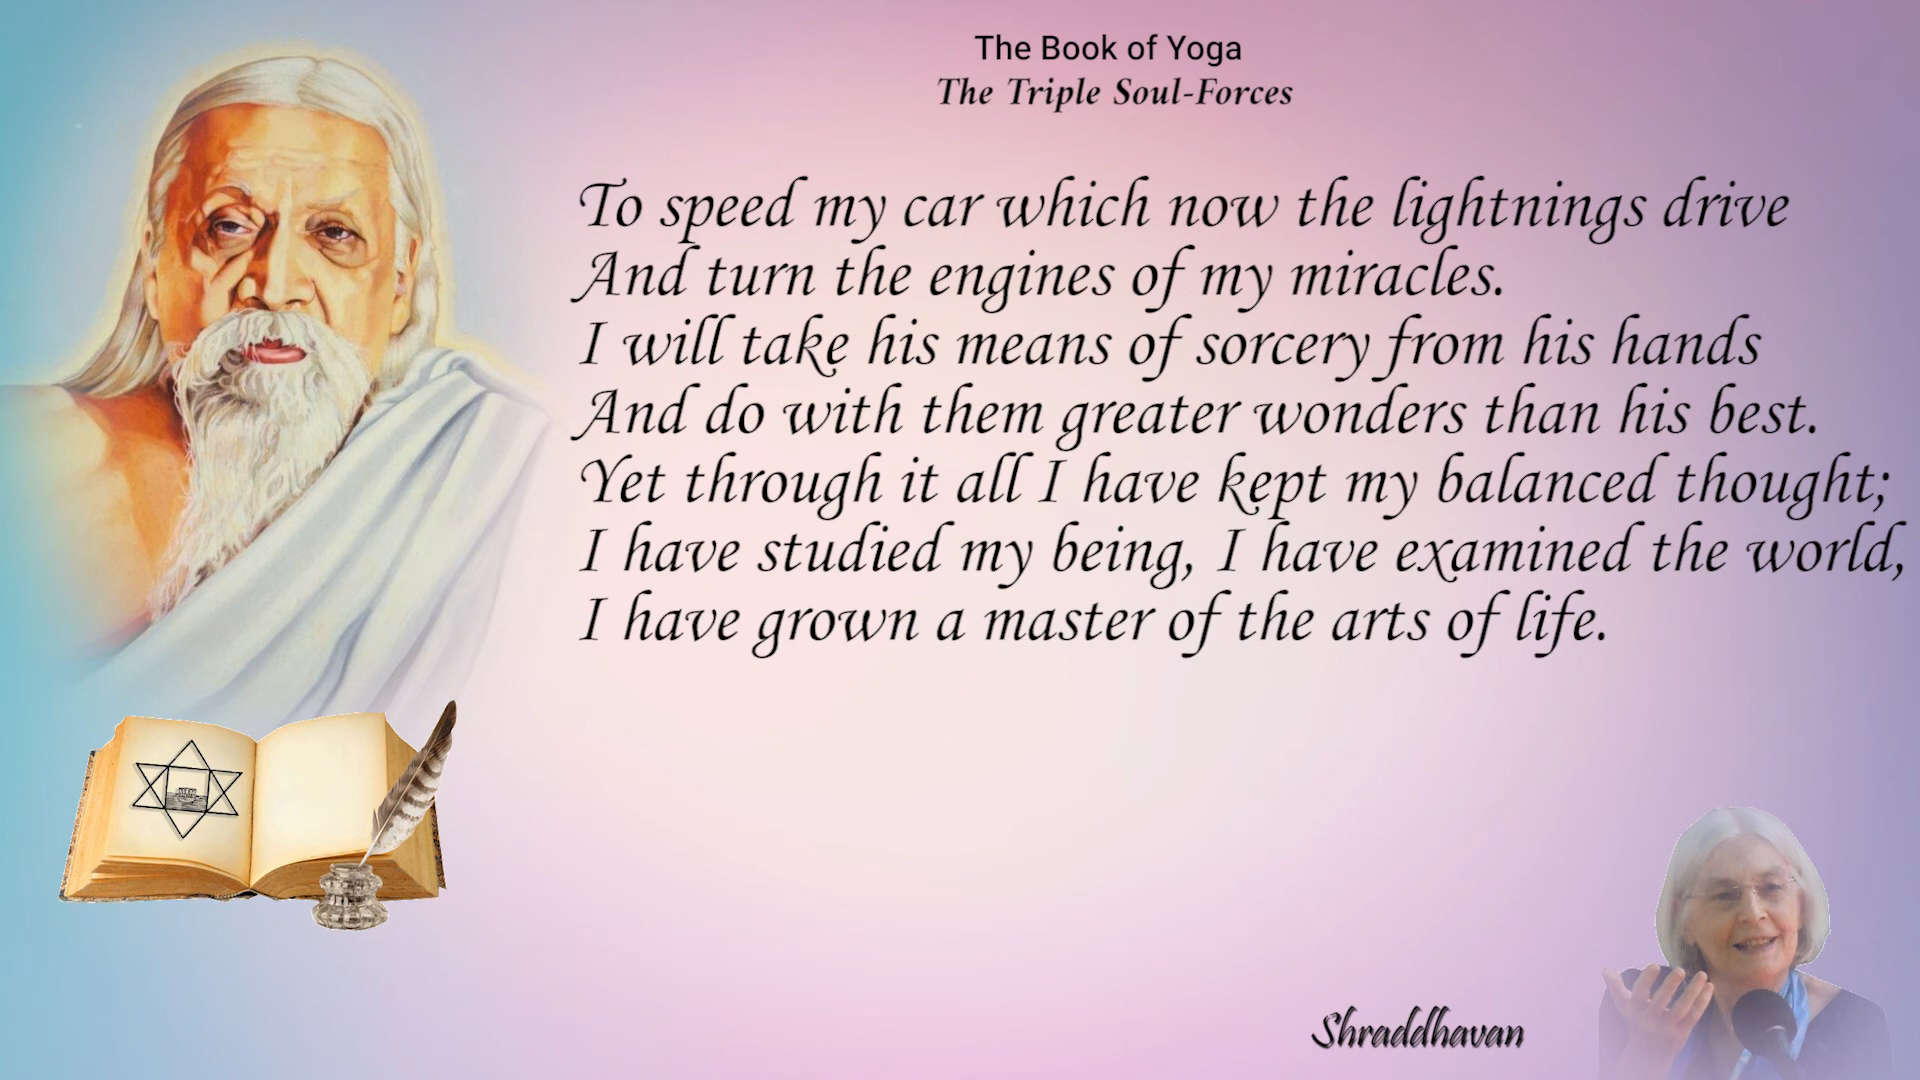 The Book of Yoga
The Triple Soul-Forces
To speed my car which now the lightnings drive
And turn the engines of my miracles.
I will take his means of sorcery from his hands
And do with them greater wonders than his best.
Yet through it all I have kept my balanced thought;
I have studied my being, I have examined the world,
I have grown a master of the arts of life.
Shraddhavan